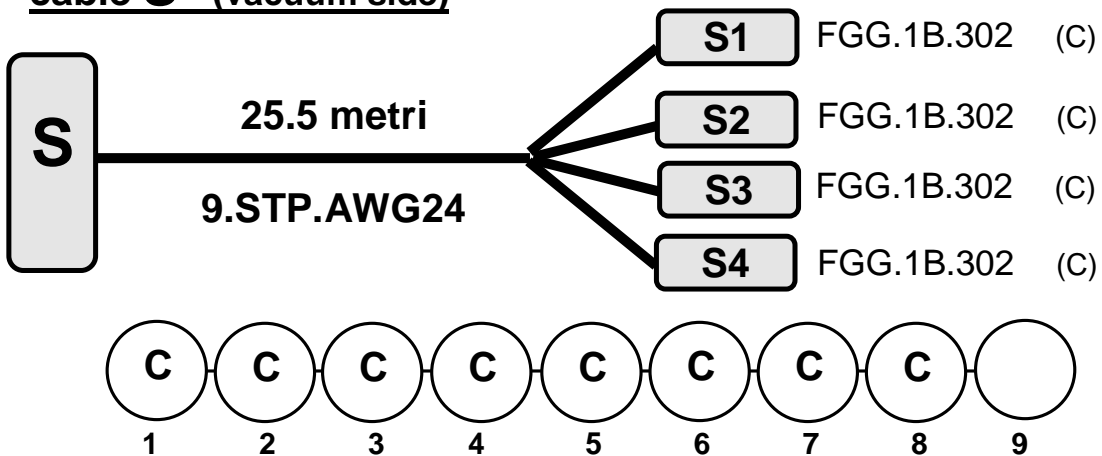 S (vacuum side)
S
25.5 metri
9.STP.AWG24
S1 FGG.1B.302 (C)
S2 FGG.1B.302 (C)
S3 FGG.1B.302 (C)
S4 FGG.1B.302 (C)
C C C C C C C C
1 2 3 4 5 6 7 8 9